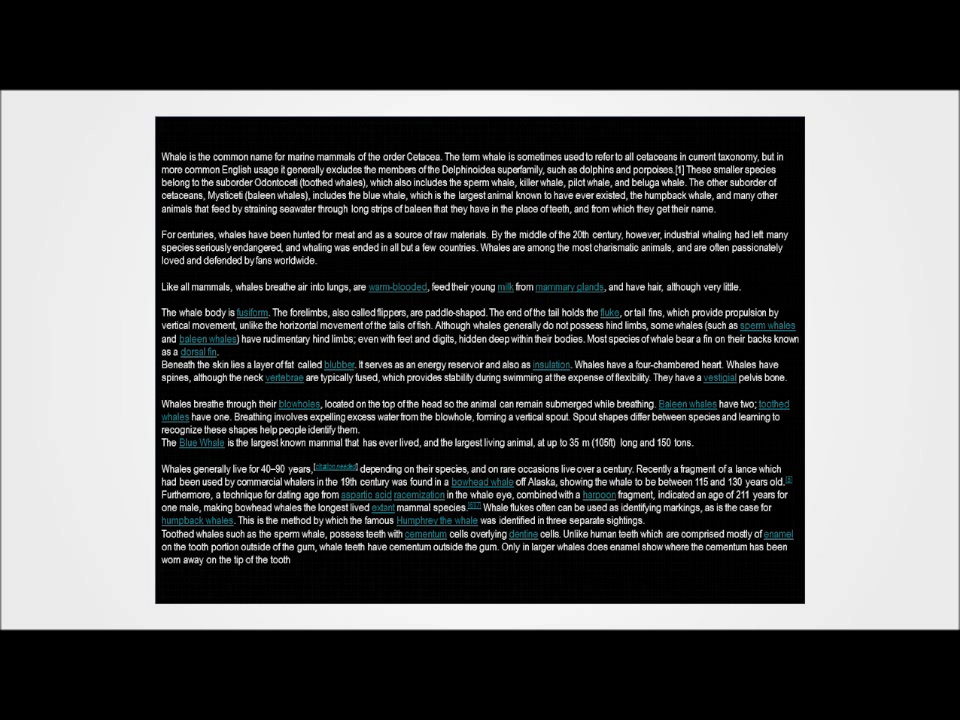 Whale is the common name for marine mammals of the order Cetacea. The term whale is sometimes used to refer to all cetaceans in current taxonomy, but in
more common English usage it generally excludes the members of the Delphinoidea superfamily, such as dolphins and porpoises.[1] These smaller species
belong to the suborder Odontoceti (toothed whales), which also includes the sperm whale, killer whale, pilot whale, and beluga whale. The other suborder of
cetaceans, Mysticeti (baleen whales), includes the blue whale, which is the largest animal known to have ever existed, the humpback whale, and many other
animals that feed by straining seawater through long strips of baleen that they have in the place of teeth, and from which they get their name.
For centuries, whales have been hunted for meat and as a source of raw materials. By the middle of the 20th century, however, industrial whaling had left many
species seriously endangered, and whaling was ended in all but a few countries. Whales are among the most charismatic animals, and are often passionately
loved and defended by fans worldwide.
Like all mammals, whales breathe air into lungs, are warm-blooded, feed their young milk from mammary glands, and have hair, although very little.
The whale body is fusiform. The forelimbs, also called flippers, are paddle-shaped. The end of the tail holds the fluke, or tail fins, which provide propulsion by
vertical movement, unlike the horizontal movement of the tails of fish. Although whales generally do not possess hind limbs, some whales (such as sperm whales
and baleen whales) have rudimentary hind limbs; even with feet and digits, hidden deep within their bodies. Most species of whale bear a fin on their backs known
as a dorsal fin.
Beneath the skin lies a layer of fat called blubber. It serves as an energy reservoir and also as insulation. Whales have a four-chambered heart. Whales have
spines, although the neck vertebrae are typically fused, which provides stability during swimming at the expense of flexibility. They have a vestigial pelvis bone.
Whales breathe through their blowholes, located on the top of the head so the animal can remain submerged while breathing. Baleen whales have two; toothed
whales have one. Breathing involves expelling excess water from the blowhole, forming a vertical spout. Spout shapes differ between species and learning to
recognize these shapes help people identify them.
The Blue Whale is the largest known mammal that has ever lived, and the largest living animal, at up to 35 m (105ft) long and 150 tons.
Whales generally live for 40–90 years,[citation needed] depending on their species, and on rare occasions live over a century. Recently a fragment of a lance which
had been used by commercial whalers in the 19th century was found in a bowhead whale off Alaska, showing the whale to be between 115 and 130 years old.
Furthermore, a technique for dating age from aspartic acid racemization in the whale eye, combined with a harpoon fragment, indicated an age of 211 years for
one male, making bowhead whales the longest lived extant mammal species. Whale flukes often can be used as identifying markings, as is the case for
humpback whales. This is the method by which the famous Humphrey the whale was identified in three separate sightings.
Toothed whales such as the sperm whale, possess teeth with cementum cells overlying dentine cells. Unlike human teeth which are comprised mostly of enamel
on the tooth portion outside of the gum, whale teeth have cementum outside the gum. Only in larger whales does enamel show where the cementum has been
worn away on the tip of the tooth